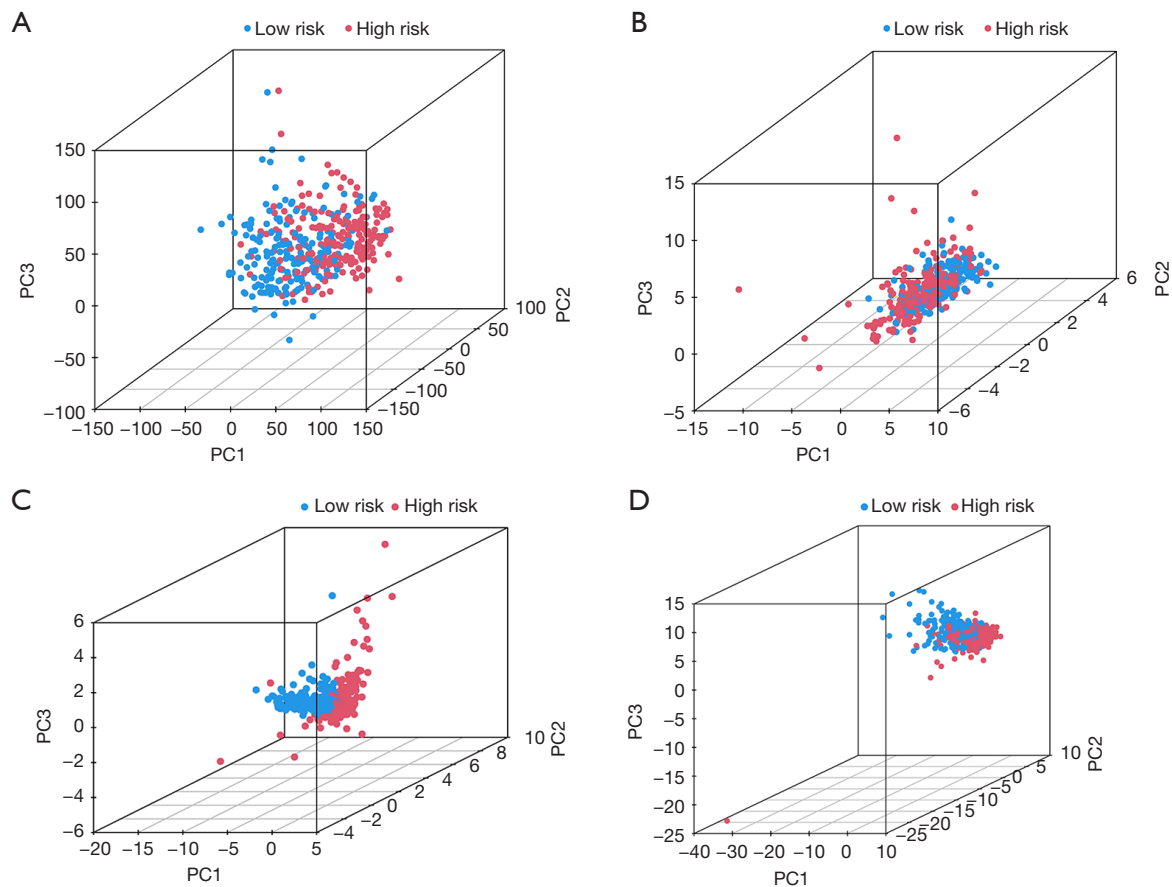 A
Low risk High risk
150
100
50
0
−50
−100
PC3
−150 −100 −50 0 50 100 150
PC1
−150
−100
−50
0
50
100
PC2
B
Low risk High risk
15
10
5
0
−5
PC3
−15 −10 −5 0 5 10
PC1
−6
−4
−2
0
2
4
6
PC2
C
Low risk High risk
6
4
2
0
−2
−4
−6
PC3
−20 −15 −10 −5 0 5
PC1
−4
−2
0
2
4
6
8
10
PC2
D
Low risk High risk
15
10
5
0
−5
−10
−15
−20
−25
PC3
−40 −30 −20 −10 0 10
PC1
−25
−20
−15
−10
−5
0
5
10
PC2